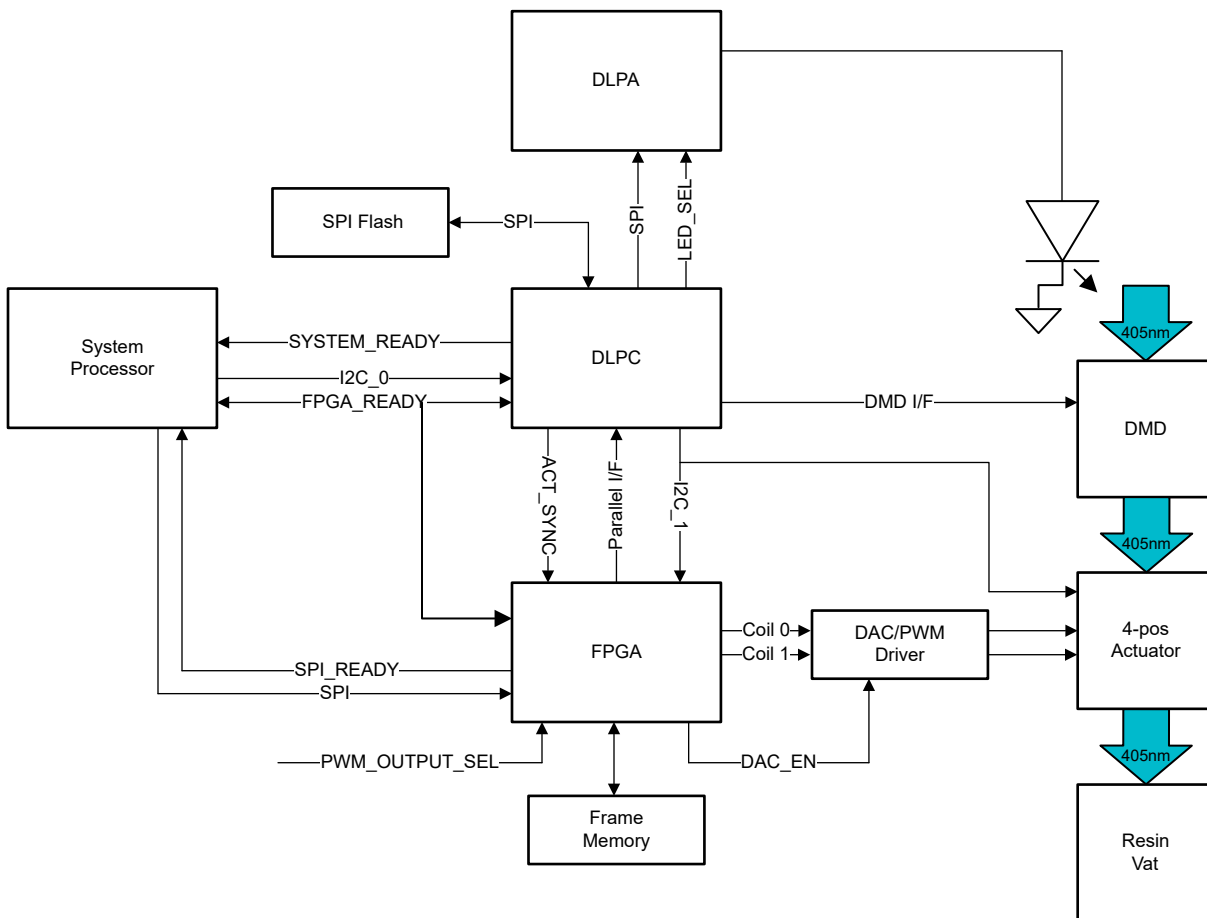 DLPA
SPI Flash
SPI
SPI
LED_SEL
405nm
System
Processor
SYSTEM_READY
I2C_0
FPGA_READY
DLPC
DMD I/F
DMD
ACT_SYNC
Parallel I/F
I2C_1
405nm
FPGA
Coil 0
Coil 1
DAC/PWM
Driver
4-pos
Actuator
SPI_READY
SPI
PWM_OUTPUT_SEL
DAC_EN
405nm
Frame
Memory
Resin
Vat